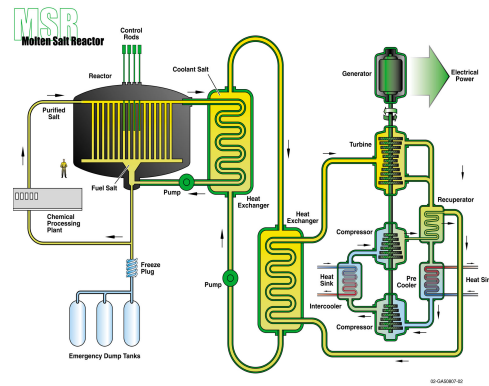 MSR
Molten Salt Reactor
Control
Rods
Reactor
Coolant Salt
Purified
Salt
Fuel Salt
Pump
Chemical
Processing
Plant
Freeze
Plug
Emergency Dump Tanks
Heat
Exchanger
Pump
Heat
Exchanger
Generator
Electrical
Power
Turbine
Recuperator
Compressor
Heat
Sink
Pre
Cooler
Heat Sin
Intercooler
Compressor
02-GA50807-02